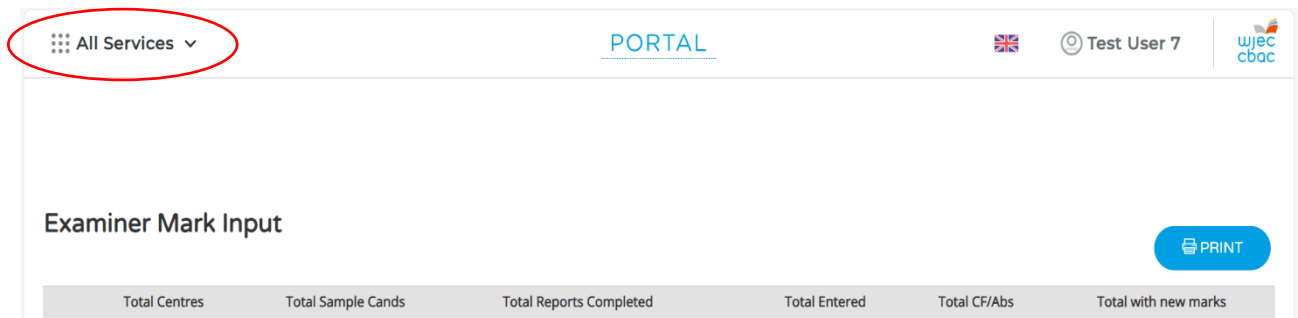 All Services PORTAL Test User 7 wjec
cbac
Examiner Mark Input
PRINT
Total Centres Total Sample Cands Total Reports Completed Total Entered Total CF/Abs Total with new marks